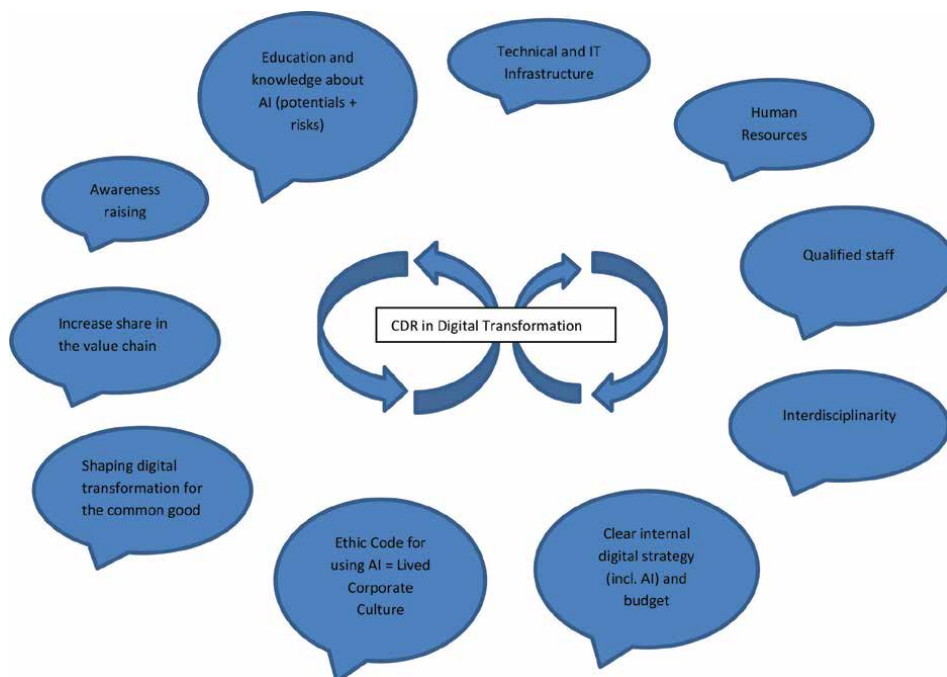 Education and
knowledge about
AI (potentials +
risks)
Technical and IT
Infrastructure
Human
Resources
Awareness
raising
Qualified staff
Increase share in
the value chain
CDR in Digital Transformation
Interdisciplinarity
Shaping digital
transformation for
the common good
Ethic Code for
using AI = Lived
Corporate
Culture
Clear internal
digital strategy
(incl. AI) and
budget